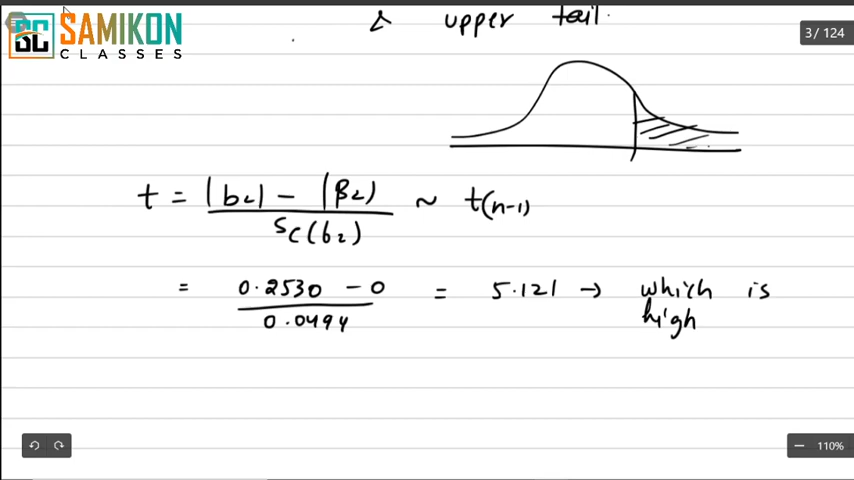 & upper tail.
SC SAMIKON
CLASSES
3 / 124
t = |b2| - |β2) / Se(b2) ~ t(n-1)
= 0.2530 - 0 / 0.0494 = 5.121 → which is
high
110%